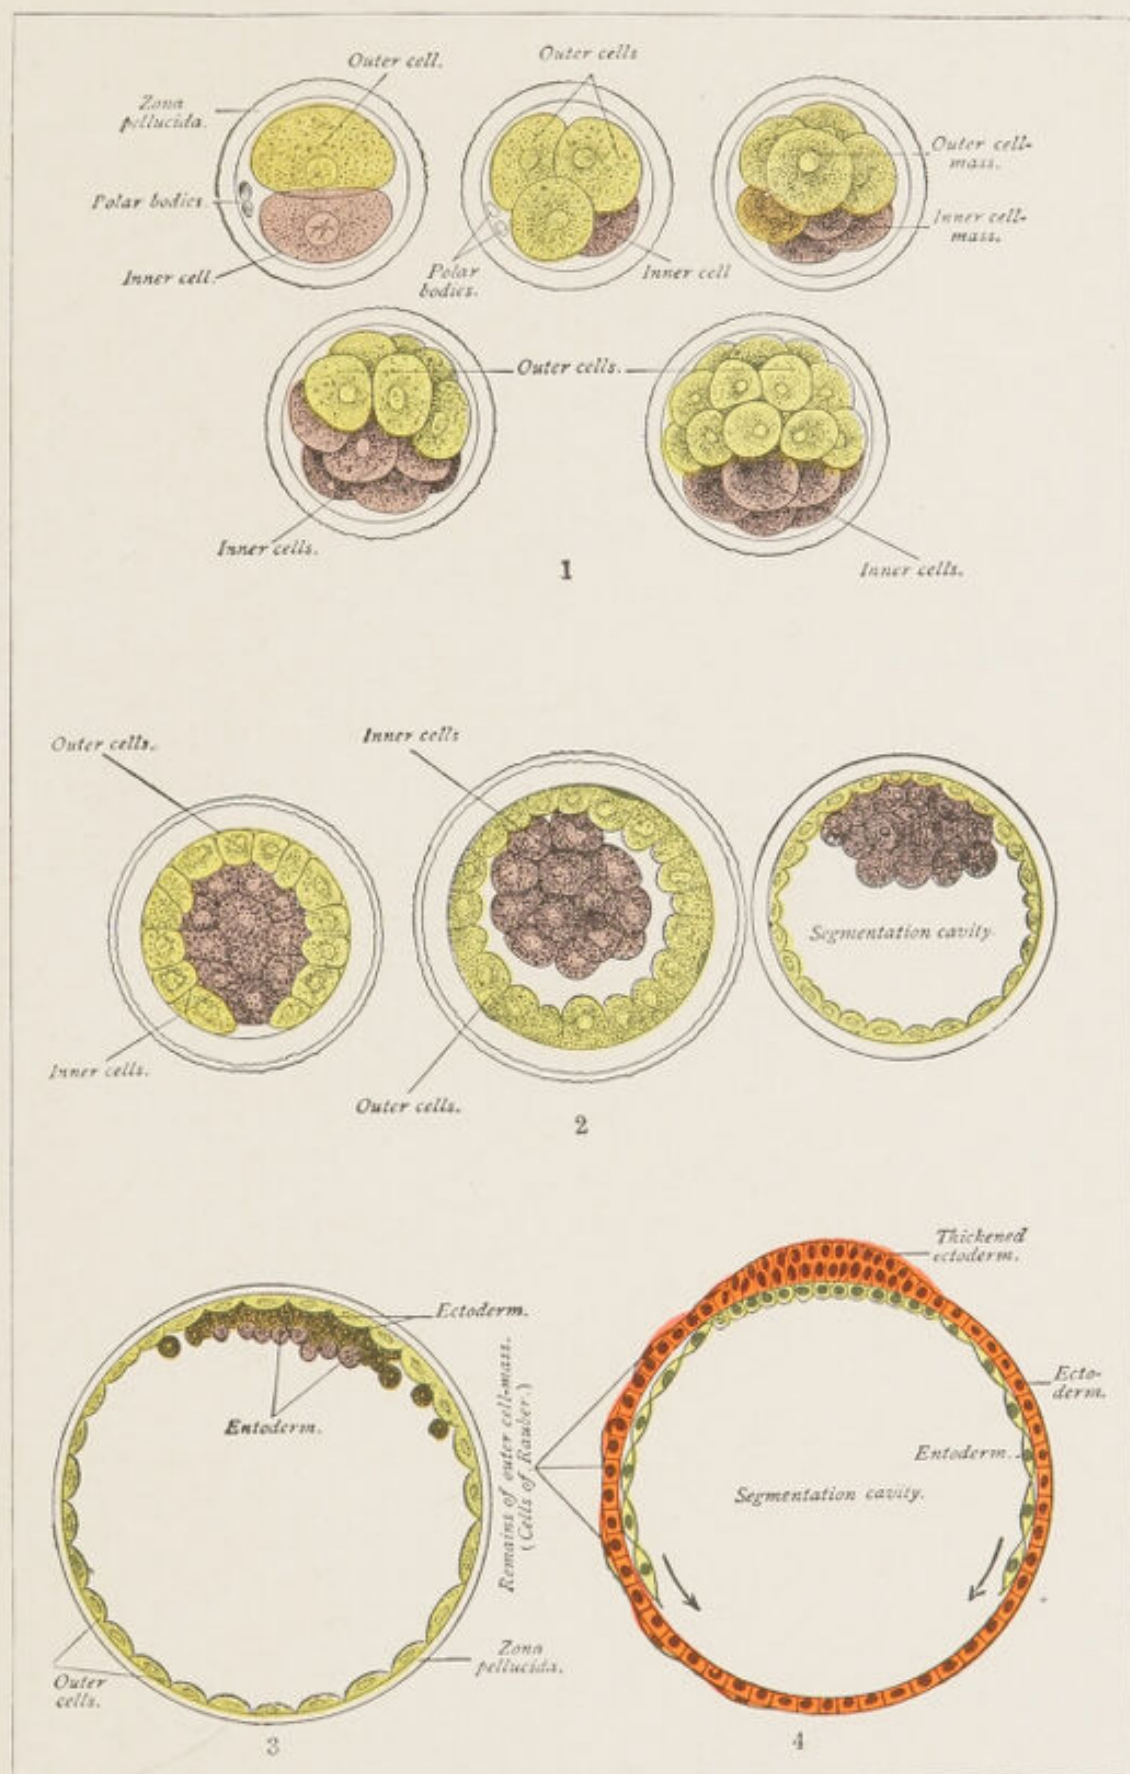 Outer cell.
Outer cells
Zona
pellucida.
Outer cell-
mass.
Polar bodies.
Inner cell-
mass.
Inner cell.
Polar
bodies.
Inner cell
Outer cells.
Inner cells.
1
Inner cells.
Outer cells.
Inner cells
Segmentation cavity.
Inner cells.
Outer cells.
2
Thickened
ectoderm.
Ectoderm.
Entoderm.
Remains of outer cell-mass.
(Cells of Rauber.)
Ecto-
derm.
Entoderm.
Segmentation cavity.
Zona
pellucida.
Outer
cells.
3
4